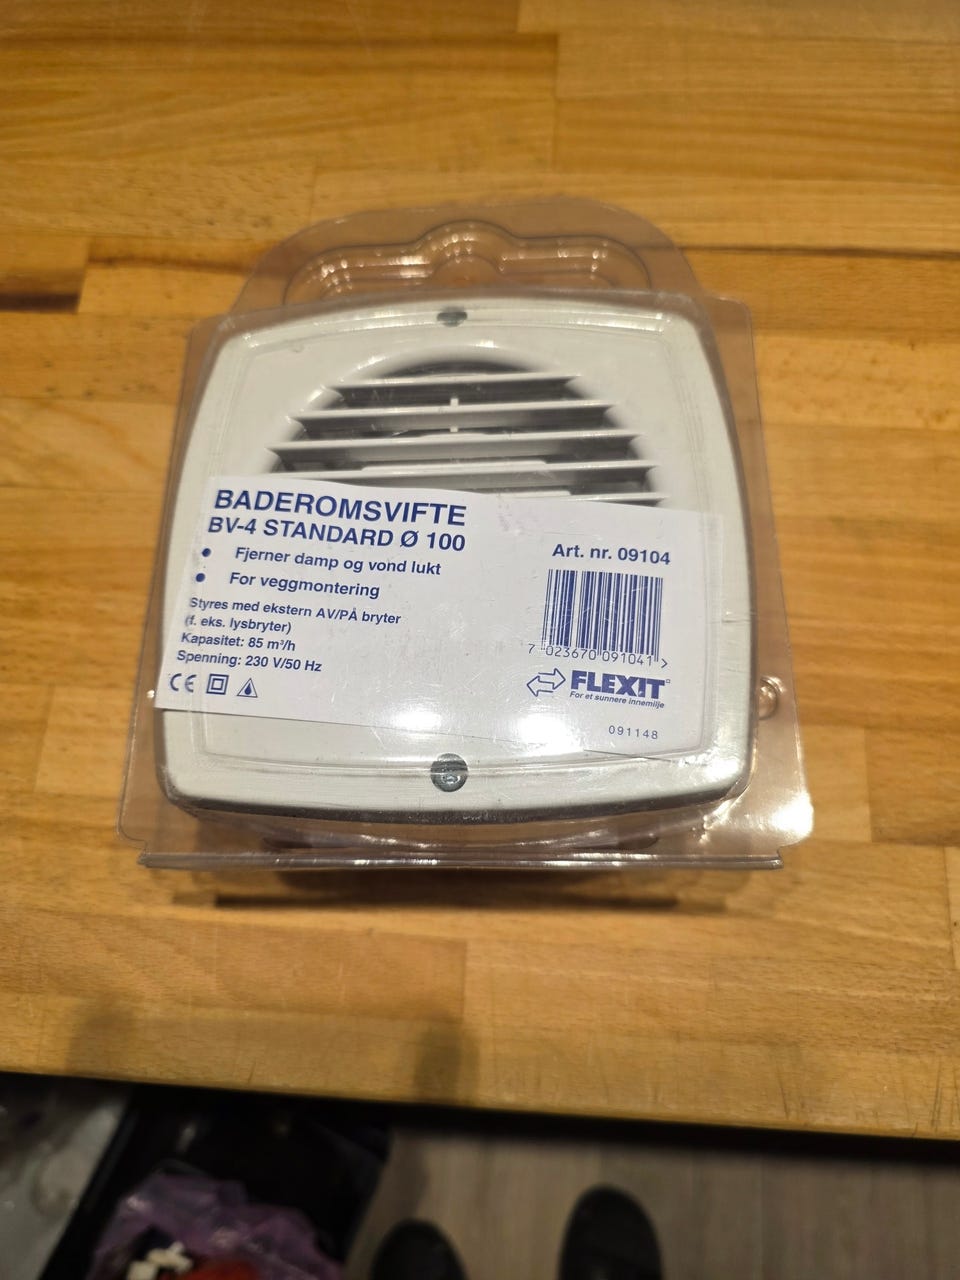 BADEROMSVIFTE
BV-4 STANDARD Ø 100
• Fjerner damp og vond lukt
• For veggmontering
Styres med ekstern AV/PÅ bryter
(f. eks. lysbryter)
Kapasitet: 85 m³/h
Spenning: 230 V/50 Hz
CE
Art. nr. 09104
7 023670 091041 >
FLEXIT
For et sunnere innemiljø
091148